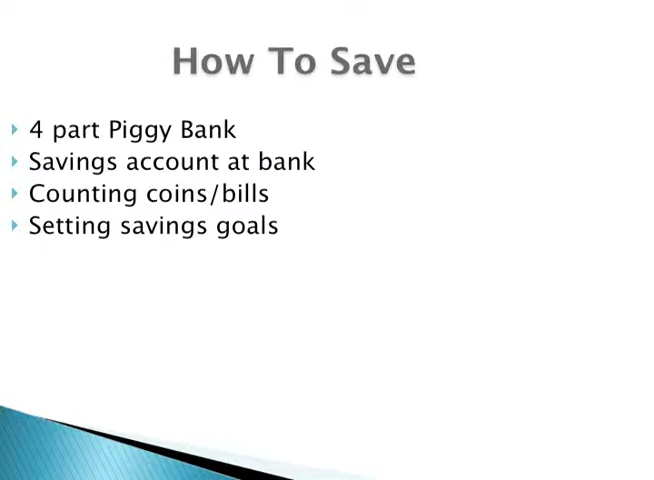 How To Save
4 part Piggy Bank
Savings account at bank
Counting coins/bills
Setting savings goals